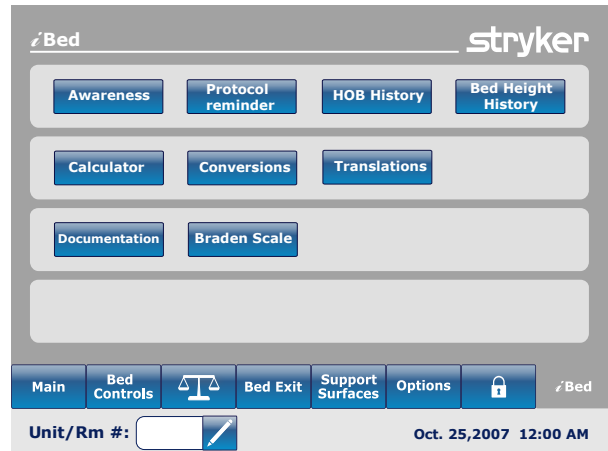 iBed
stryker
Awareness
Protocol
reminder
HOB History
Bed Height
History
Calculator
Conversions
Translations
Documentation
Braden Scale
Main
Bed
Controls
Bed Exit
Support
Surfaces
Options
iBed
Unit/Rm #:
Oct. 25,2007 12:00 AM